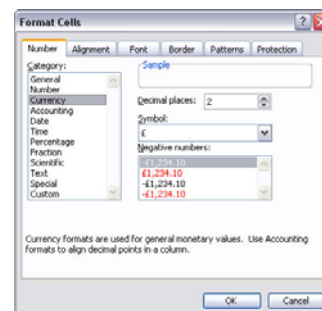 Format Cells
Number Alignment Font Border Patterns Protection
Category:
General
Number
Currency
Accounting
Date
Time
Percentage
Fraction
Scientific
Text
Special
Custom
Sample
Decimal places: 2
Symbol:
£
Negative numbers:
-£1,234.10
£1,234.10
-£1,234.10
-£1,234.10
Currency formats are used for general monetary values. Use Accounting
formats to align decimal points in a column.
OK Cancel